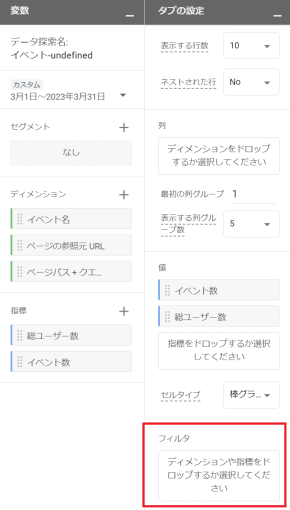 変数
データ探索名:
イベント-undefined
カスタム
3月1日～2023年3月31日
セグメント
なし
ディメンション
イベント名
ページの参照元 URL
ページパス + クエ...
指標
総ユーザー数
イベント数
タブの設定
表示する行数
10
ネストされた行
No
列
ディメンションをドロップ
するか選択してください
最初の列グループ
1
表示する列グル
ープ数
5
値
イベント数
総ユーザー数
指標をドロップするか選択
してください
セルタイプ
棒グラ...
フィルタ
ディメンションや指標をド
ロップするか選択してくだ
さい